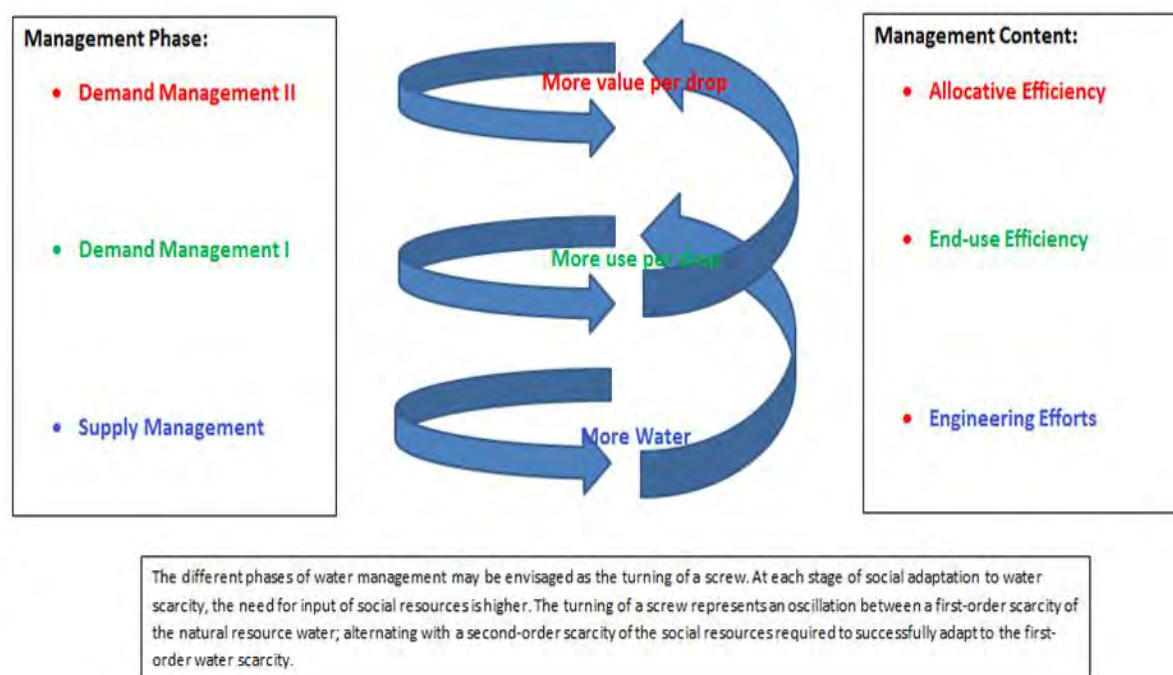 Management Phase:
• Demand Management II
• Demand Management I
• Supply Management
More value per drop
More use per drop
More Water
Management Content:
• Allocative Efficiency
• End-use Efficiency
• Engineering Efforts
The different phases of water management may be envisaged as the turning of a screw. At each stage of social adaptation to water
scarcity, the need for input of social resources is higher. The turning of a screw represents an oscillation between a first-order scarcity of
the natural resource water; alternating with a second-order scarcity of the social resources required to successfully adapt to the first-
order water scarcity.